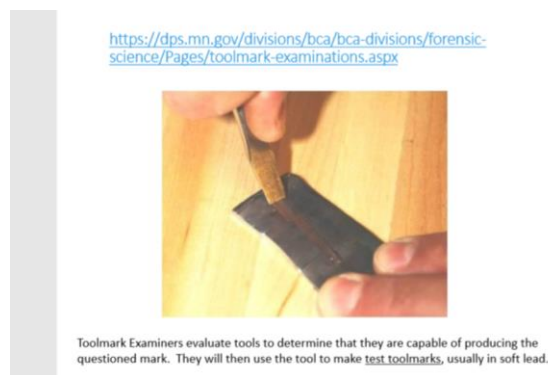 https://dps.mn.gov/divisions/bca/bca-divisions/forensic-
science/Pages/toolmark-examinations.aspx
Toolmark Examiners evaluate tools to determine that they are capable of producing the
questioned mark. They will then use the tool to make test toolmarks, usually in soft lead.